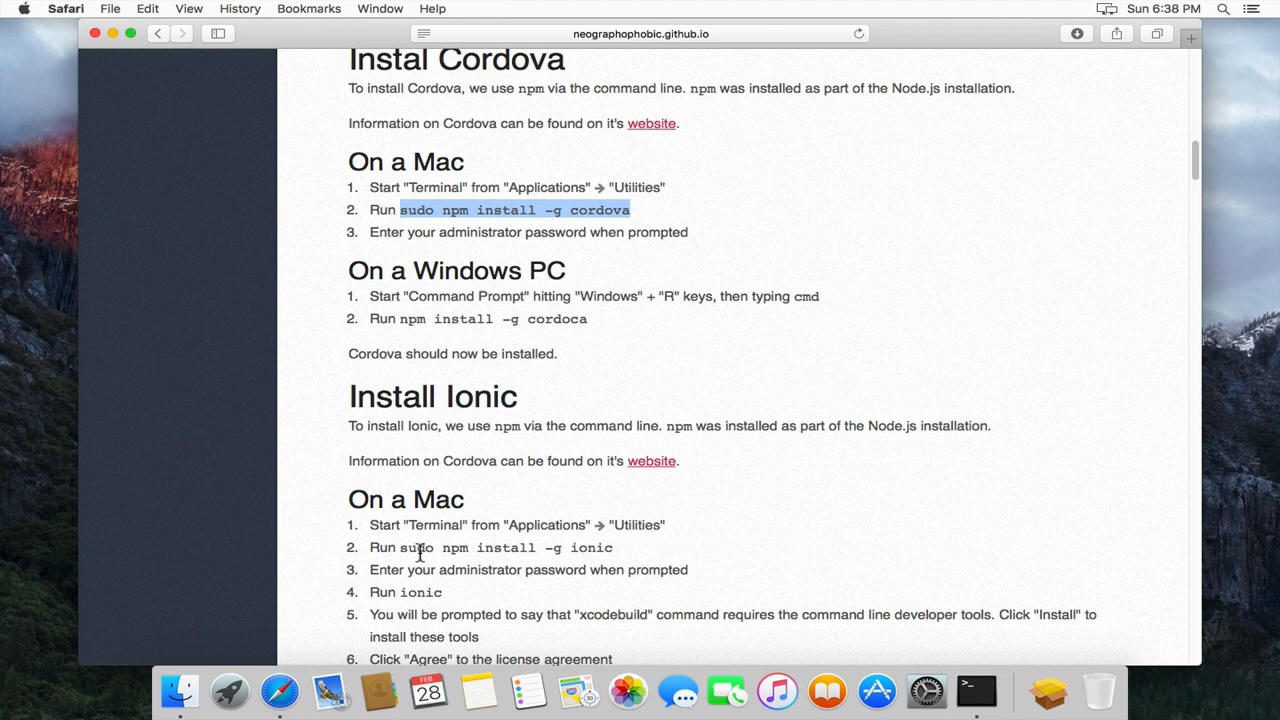 Safari File Edit View History Bookmarks Window Help Sun 6:38 PM
neographophobic.github.io
Instal Cordova
To install Cordova, we use npm via the command line. npm was installed as part of the Node.js installation.
Information on Cordova can be found on it's website.
On a Mac
1. Start "Terminal" from "Applications" → "Utilities"
2. Run sudo npm install -g cordova
3. Enter your administrator password when prompted
On a Windows PC
1. Start "Command Prompt" hitting "Windows" + "R" keys, then typing cmd
2. Run npm install -g cordoca
Cordova should now be installed.
Install Ionic
To install Ionic, we use npm via the command line. npm was installed as part of the Node.js installation.
Information on Cordova can be found on it's website.
On a Mac
1. Start "Terminal" from "Applications" → "Utilities"
2. Run sudo npm install -g ionic
3. Enter your administrator password when prompted
4. Run ionic
5. You will be prompted to say that "xcodebuild" command requires the command line developer tools. Click "Install" to
install these tools
6. Click "Agree" to the license agreement
FEB
28